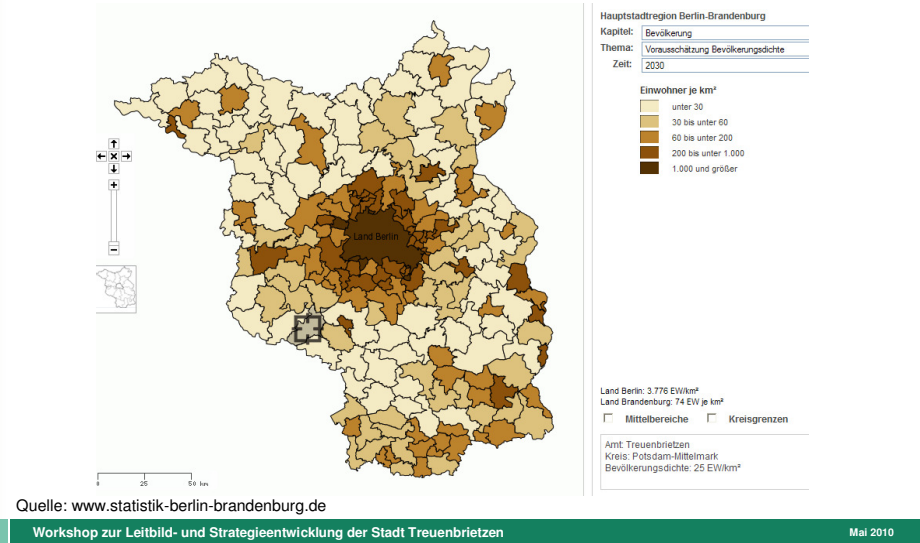 Hauptstadtregion Berlin-Brandenburg
Kapitel: Bevölkerung
Thema: Vorausschätzung Bevölkerungsdichte
Zeit: 2030
Einwohner je km²
unter 30
30 bis unter 60
60 bis unter 200
200 bis unter 1.000
1.000 und größer
Land Berlin
Land Berlin: 3.776 EW/km²
Land Brandenburg: 74 EW je km²
Mittelbereiche Kreisgrenzen
Amt: Treuenbrietzen
Kreis: Potsdam-Mittelmark
Bevölkerungsdichte: 25 EW/km²
0 25 50 km
Quelle: www.statistik-berlin-brandenburg.de
Workshop zur Leitbild- und Strategieentwicklung der Stadt Treuenbrietzen Mai 2010